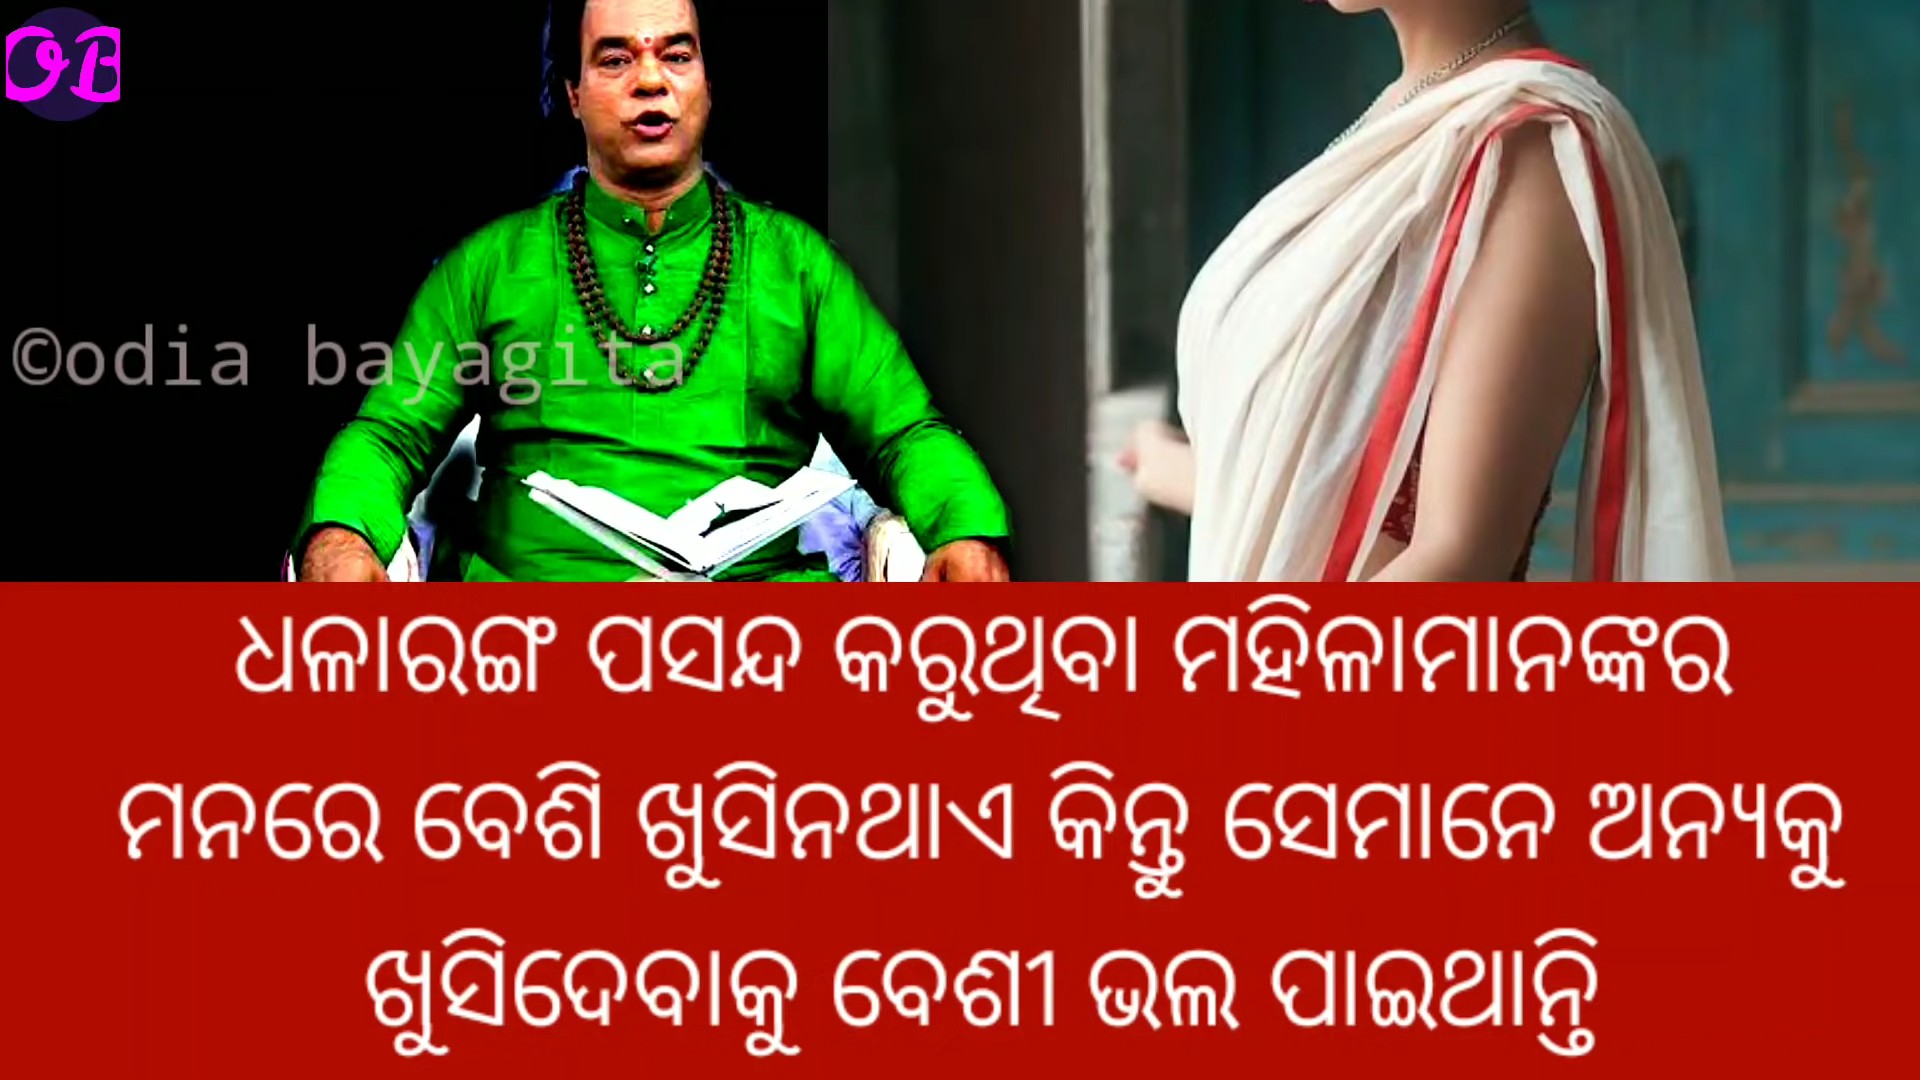 OB
©odia bayagita
ଧଳାରଙ୍ଗ ପସନ୍ଦ କରୁଥିବା ମହିଳାମାନଙ୍କର
ମନରେ ବେଶି ଖୁସିନଥାଏ କିନ୍ତୁ ସେମାନେ ଅନ୍ୟକୁ
ଖୁସିଦେବାକୁ ବେଶୀ ଭଲ ପାଇଥାନ୍ତି